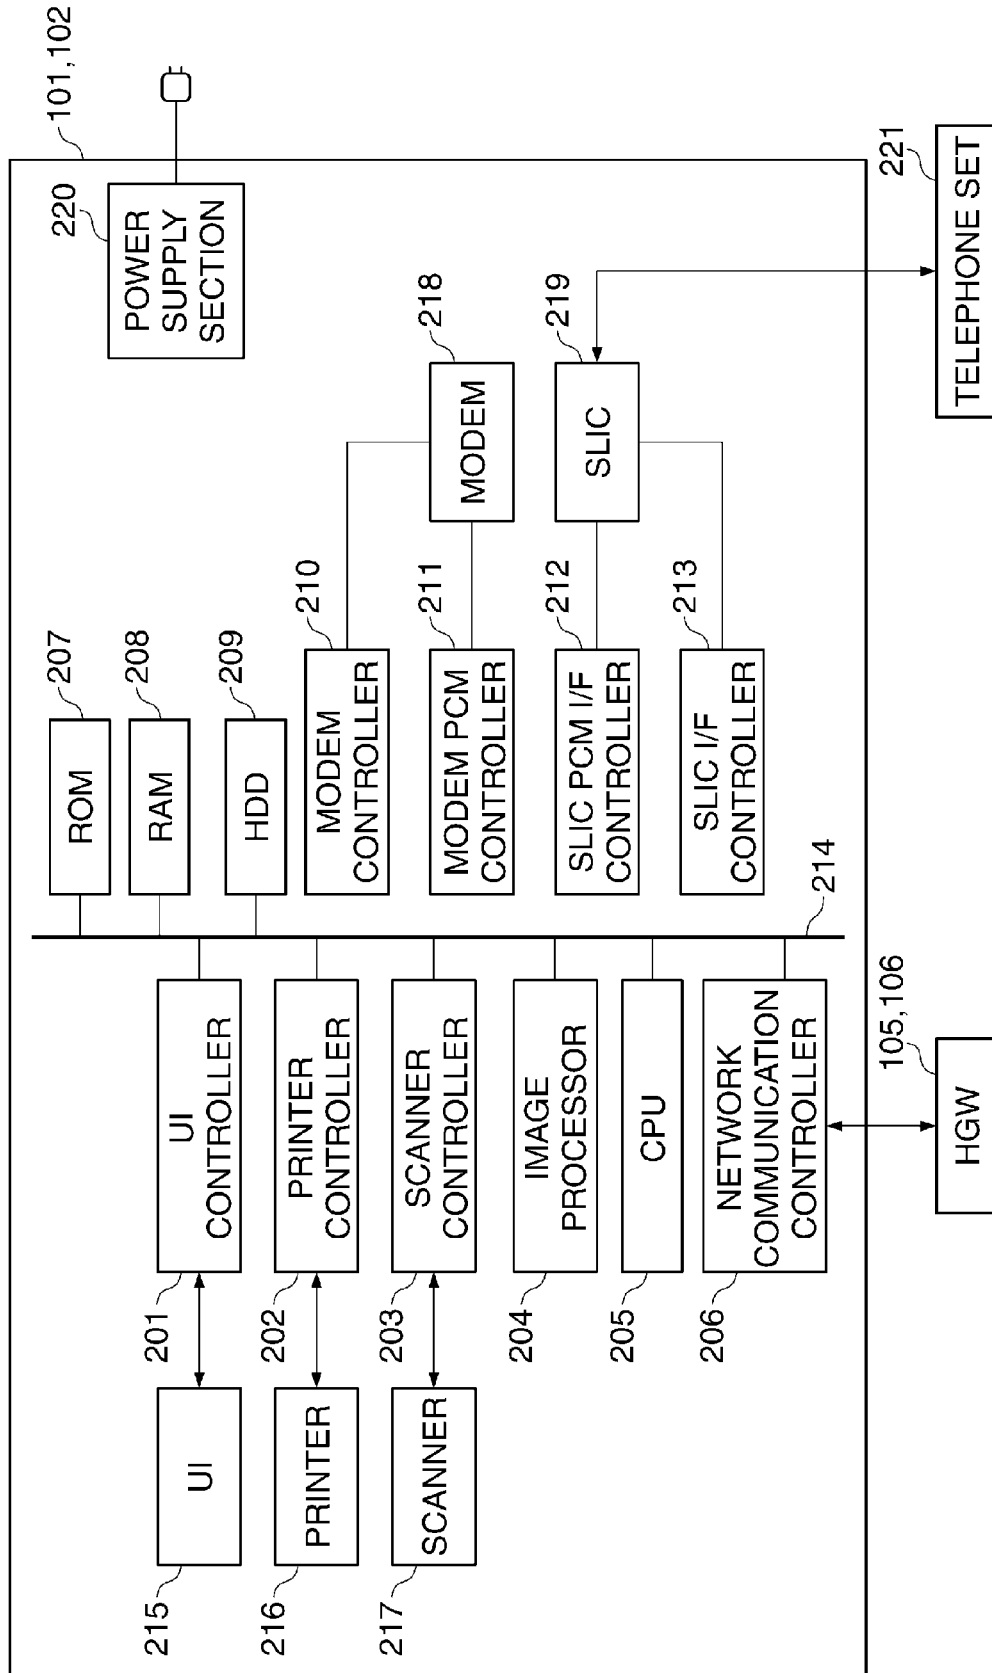 101,102
220
POWER
SUPPLY
SECTION
207
ROM
208
RAM
209
HDD
210
MODEM
CONTROLLER
211
MODEM PCM
CONTROLLER
212
SLIC PCM I/F
CONTROLLER
213
SLIC I/F
CONTROLLER
218
MODEM
219
SLIC
221
TELEPHONE SET
214
201
UI
CONTROLLER
202
PRINTER
CONTROLLER
203
SCANNER
CONTROLLER
204
IMAGE
PROCESSOR
205
CPU
206
NETWORK
COMMUNICATION
CONTROLLER
105,106
HGW
215
UI
216
PRINTER
217
SCANNER